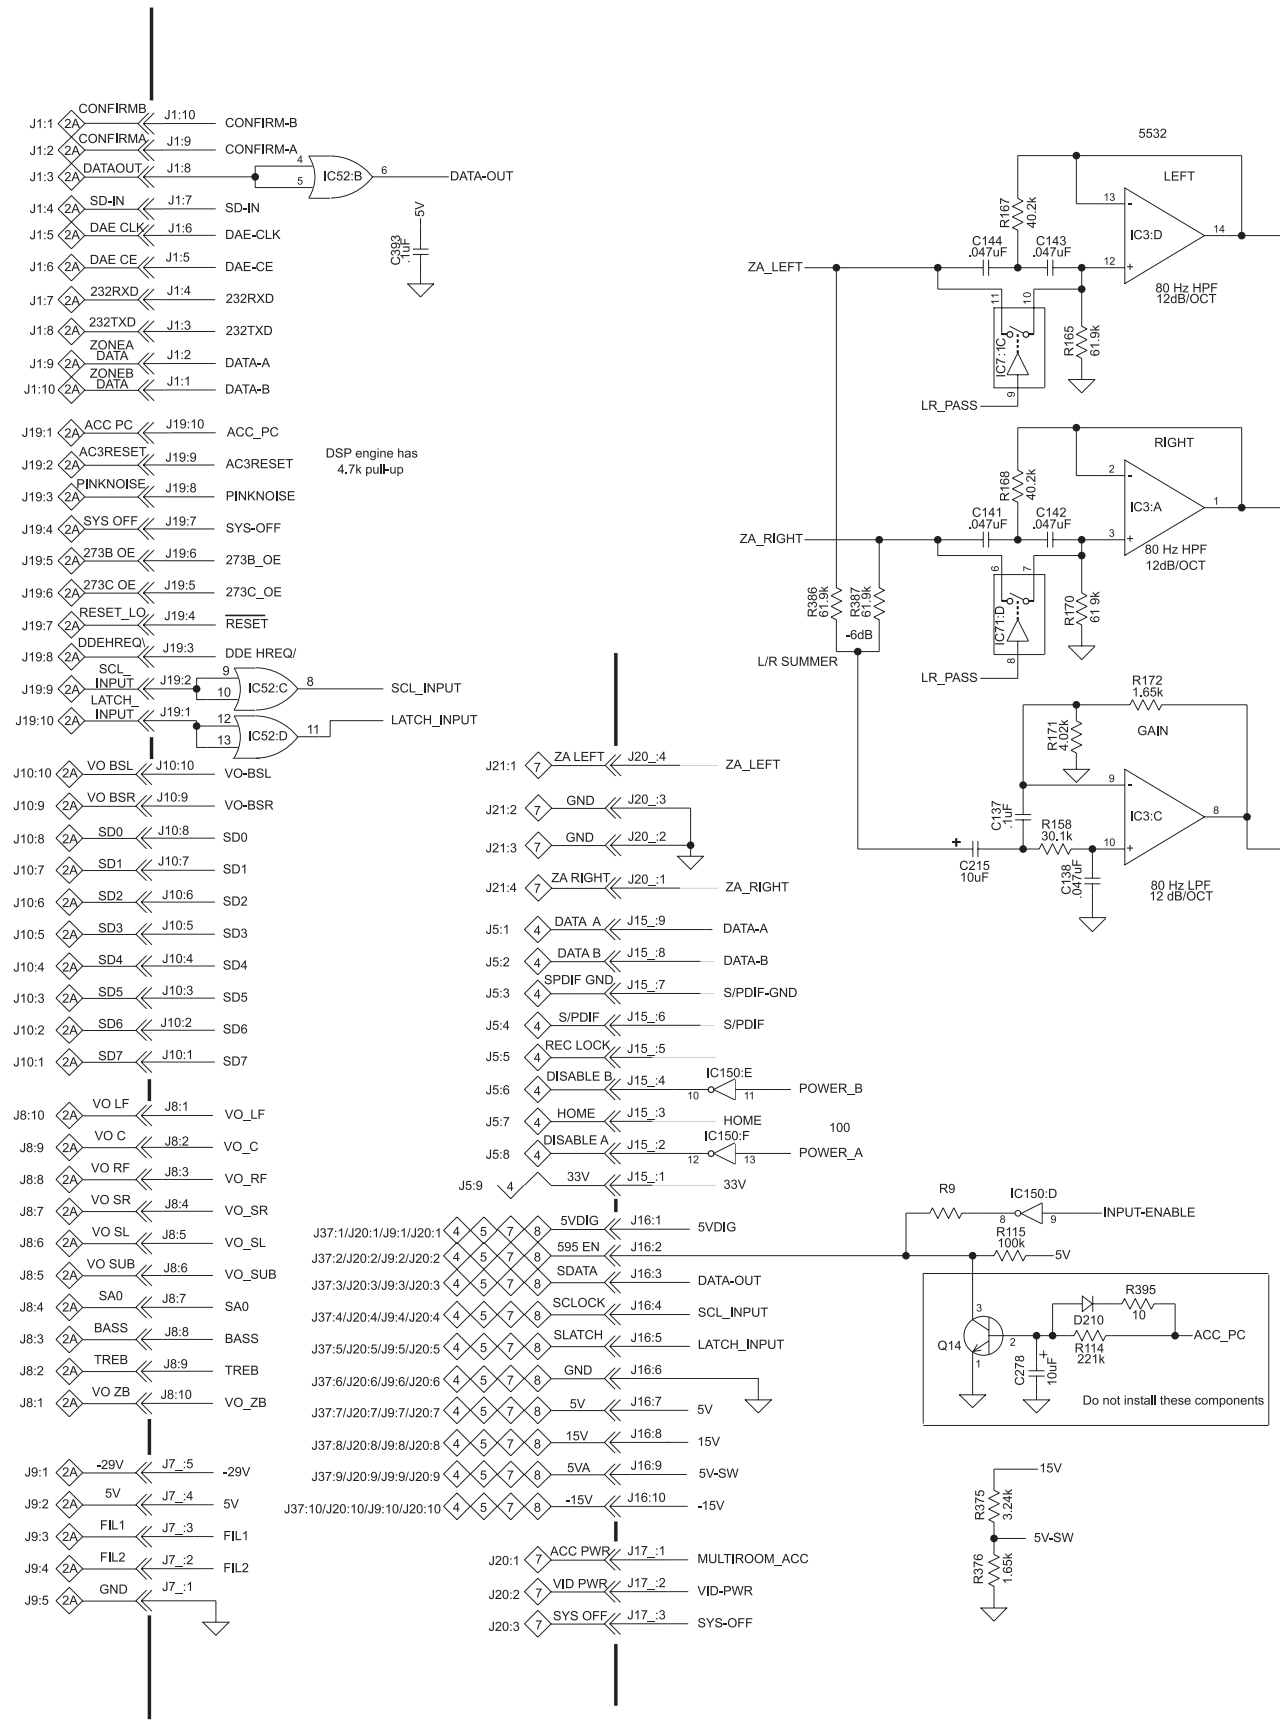 J1:1 2A CONFIRMB J1:10 CONFIRM-B
J1:2 2A CONFIRMA J1:9 CONFIRM-A
J1:3 2A DATAOUT J1:8 4 5 IC52:B 6 DATA-OUT
J1:4 2A SD-IN J1:7 SD-IN
J1:5 2A DAE CLK J1:6 DAE-CLK
J1:6 2A DAE CE J1:5 DAE-CE
5V
C393
.1uF
J1:7 2A 232RXD J1:4 232RXD
J1:8 2A 232TXD J1:3 232TXD
J1:9 2A ZONEA DATA J1:2 DATA-A
J1:10 2A ZONEB DATA J1:1 DATA-B
J19:1 2A ACC PC J19:10 ACC_PC
J19:2 2A AC3RESET J19:9 AC3RESET
J19:3 2A PINKNOISE J19:8 PINKNOISE
DSP engine has
4.7k pull-up
J19:4 2A SYS OFF J19:7 SYS-OFF
J19:5 2A 273B OE J19:6 273B_OE
J19:6 2A 273C OE J19:5 273C_OE
J19:7 2A RESET_LO J19:4 RESET
J19:8 2A DDEHREQ\ J19:3 DDE HREQ/
J19:9 2A SCL_ INPUT J19:2 9 10 IC52:C 8 SCL_INPUT
J19:10 2A LATCH_ INPUT J19:1 12 13 IC52:D 11 LATCH_INPUT
J10:10 2A VO BSL J10:10 VO-BSL
J10:9 2A VO BSR J10:9 VO-BSR
J10:8 2A SD0 J10:8 SD0
J10:7 2A SD1 J10:7 SD1
J10:6 2A SD2 J10:6 SD2
J10:5 2A SD3 J10:5 SD3
J10:4 2A SD4 J10:4 SD4
J10:3 2A SD5 J10:3 SD5
J10:2 2A SD6 J10:2 SD6
J10:1 2A SD7 J10:1 SD7
J8:10 2A VO LF J8:1 VO_LF
J8:9 2A VO C J8:2 VO_C
J8:8 2A VO RF J8:3 VO_RF
J8:7 2A VO SR J8:4 VO_SR
J8:6 2A VO SL J8:5 VO_SL
J8:5 2A VO SUB J8:6 VO_SUB
J8:4 2A SA0 J8:7 SA0
J8:3 2A BASS J8:8 BASS
J8:2 2A TREB J8:9 TREB
J8:1 2A VO ZB J8:10 VO_ZB
J9:1 2A -29V J7_:5 -29V
J9:2 2A 5V J7_:4 5V
J9:3 2A FIL1 J7_:3 FIL1
J9:4 2A FIL2 J7_:2 FIL2
J9:5 2A GND J7_:1
J21:1 7 ZA LEFT J20_:4 ZA_LEFT
J21:2 7 GND J20_:3
J21:3 7 GND J20_:2
J21:4 7 ZA RIGHT J20_:1 ZA_RIGHT
J5:1 4 DATA A J15_:9 DATA-A
J5:2 4 DATA B J15_:8 DATA-B
J5:3 4 SPDIF GND J15_:7 S/PDIF-GND
J5:4 4 S/PDIF J15_:6 S/PDIF
J5:5 4 REC LOCK J15_:5
J5:6 4 DISABLE B J15_:4 10 IC150:E 11 POWER_B
J5:7 4 HOME J15_:3 HOME
100
J5:8 4 DISABLE A J15_:2 12 IC150:F 13 POWER_A
J5:9 4 33V J15_:1 33V
J37:1/J20:1/J9:1/J20:1 4 5 7 8 5VDIG J16:1 5VDIG
J37:2/J20:2/J9:2/J20:2 4 5 7 8 595 EN J16:2
J37:3/J20:3/J9:3/J20:3 4 5 7 8 SDATA J16:3 DATA-OUT
J37:4/J20:4/J9:4/J20:4 4 5 7 8 SCLOCK J16:4 SCL_INPUT
J37:5/J20:5/J9:5/J20:5 4 5 7 8 SLATCH J16:5 LATCH_INPUT
J37:6/J20:6/J9:6/J20:6 4 5 7 8 GND J16:6
J37:7/J20:7/J9:7/J20:7 4 5 7 8 5V J16:7 5V
J37:8/J20:8/J9:8/J20:8 4 5 7 8 15V J16:8 15V
J37:9/J20:9/J9:9/J20:9 4 5 7 8 5VA J16:9 5V-SW
J37:10/J20:10/J9:10/J20:10 4 5 7 8 -15V J16:10 -15V
J20:1 7 ACC PWR J17_:1 MULTIROOM_ACC
J20:2 7 VID PWR J17_:2 VID-PWR
J20:3 7 SYS OFF J17_:3 SYS-OFF
5532
LEFT
R167
40.2k
13 - IC3:D 14
12 +
C144
.047uF
C143
.047uF
ZA_LEFT
80 Hz HPF
12dB/OCT
11 10
IC7:1C
9
R165
61.9k
LR_PASS
RIGHT
R168
40.2k
2 - IC3:A 1
3 +
C141
.047uF
C142
.047uF
ZA_RIGHT
80 Hz HPF
12dB/OCT
6 7
IC71:D
8
R170
61 9k
R386
61.9k
R387
61.9k
-6dB
L/R SUMMER
LR_PASS
R172
1.65k
R171
4.02k
GAIN
9 - IC3:C 8
10 +
C137
.1uF
R158
30.1k
+
C215
10uF
C138
.047uF
80 Hz LPF
12 dB/OCT
R9
IC150:D
8 9
INPUT-ENABLE
R115
100k
5V
3
Q14
2
1
D210
R395
10
R114
221k
ACC_PC
C278
+
10uF
Do not install these components
15V
R375
3.24k
5V-SW
R376
1.65k